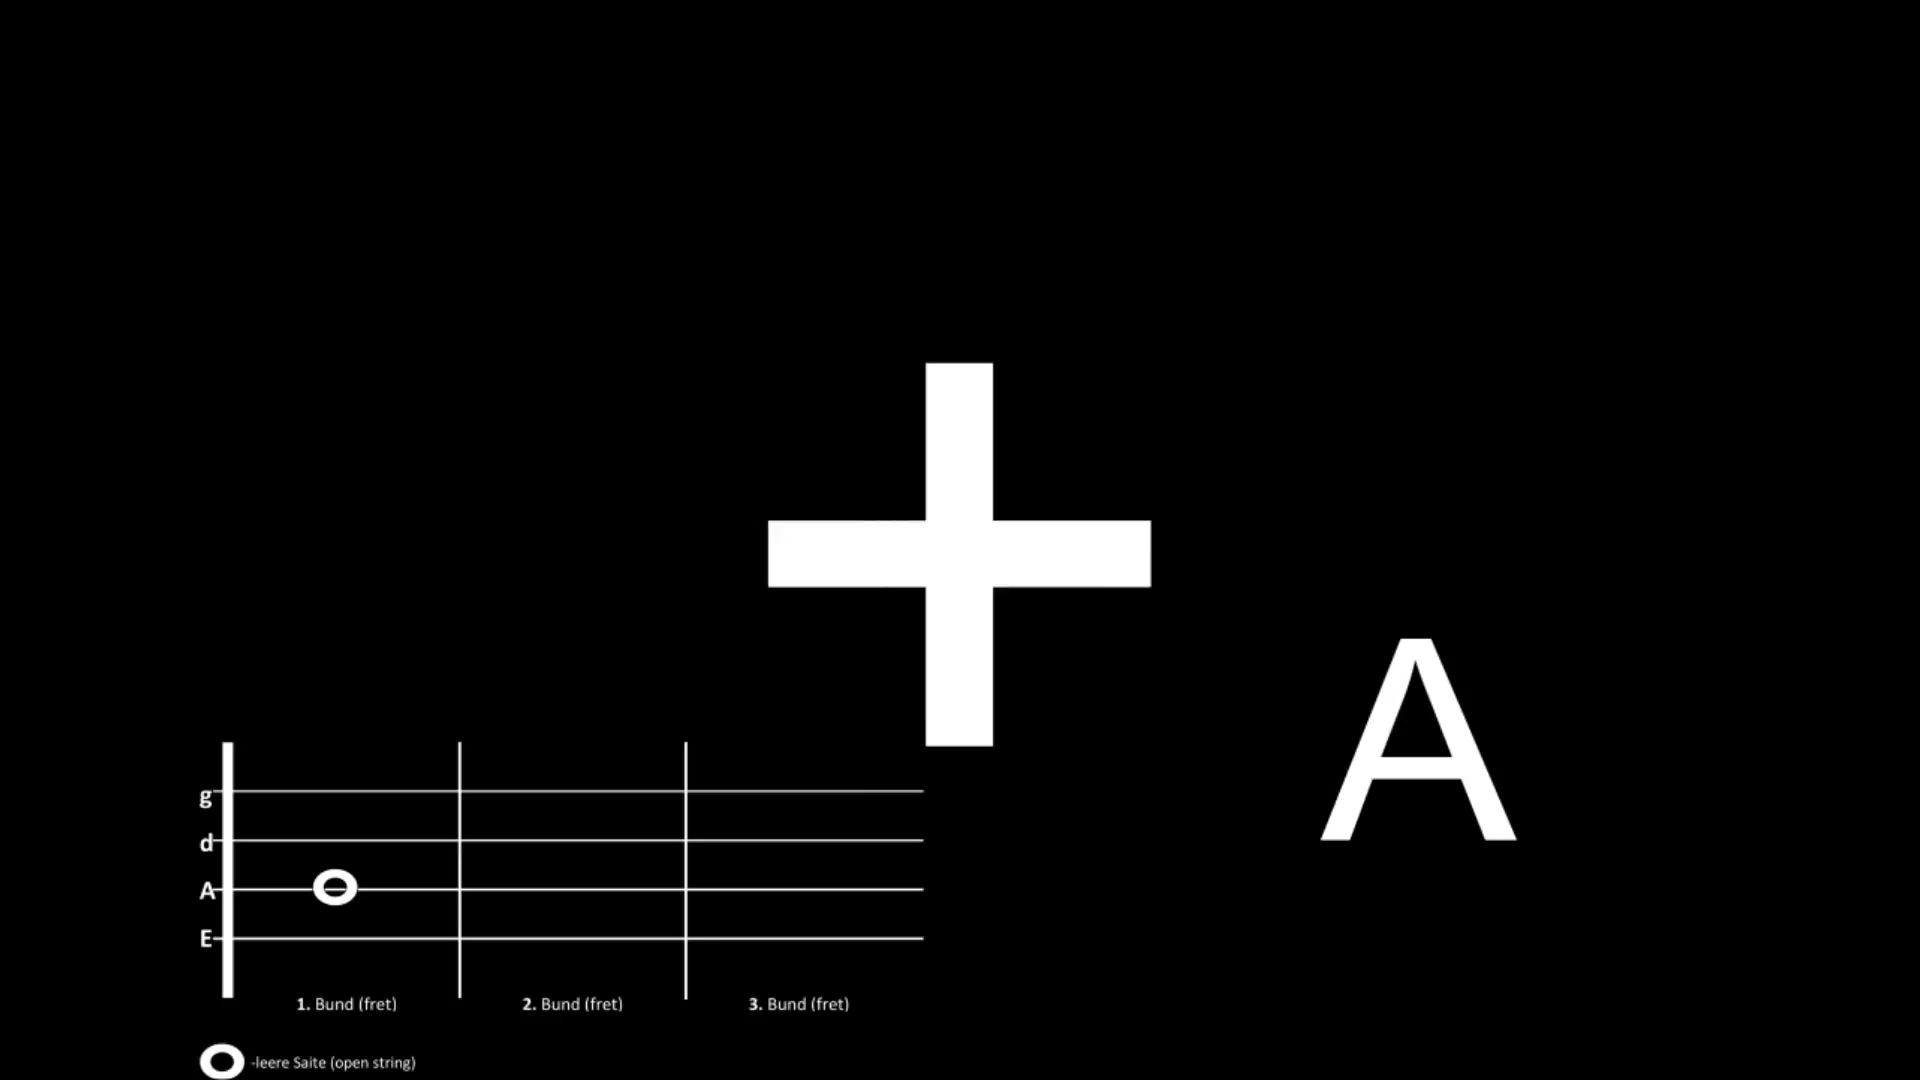 A
g
d
A
E
1. Bund (fret) 2. Bund (fret) 3. Bund (fret)
-leere Saite (open string)